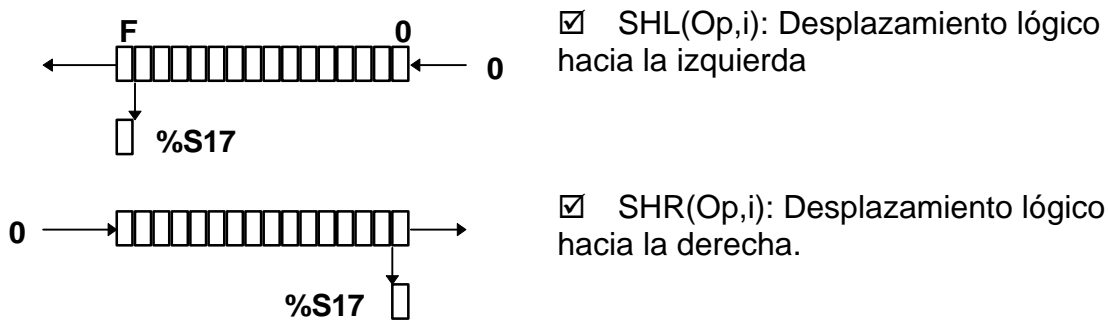 F 0
0
%S17
☑ SHL(Op,i): Desplazamiento lógico
hacia la izquierda
0
%S17
☑ SHR(Op,i): Desplazamiento lógico
hacia la derecha.